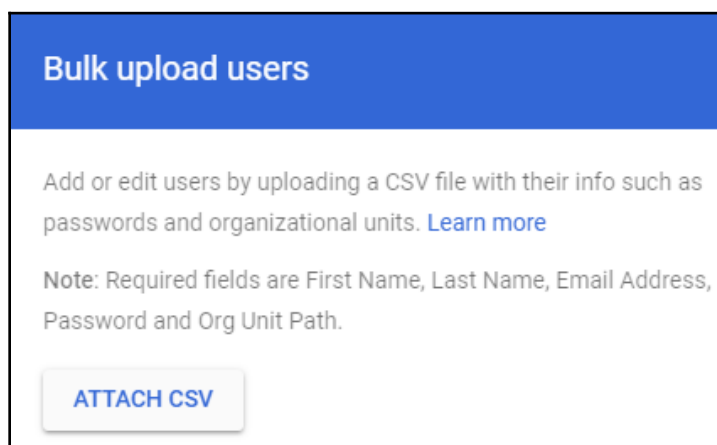 Bulk upload users
Add or edit users by uploading a CSV file with their info such as
passwords and organizational units. Learn more
Note: Required fields are First Name, Last Name, Email Address,
Password and Org Unit Path.
ATTACH CSV